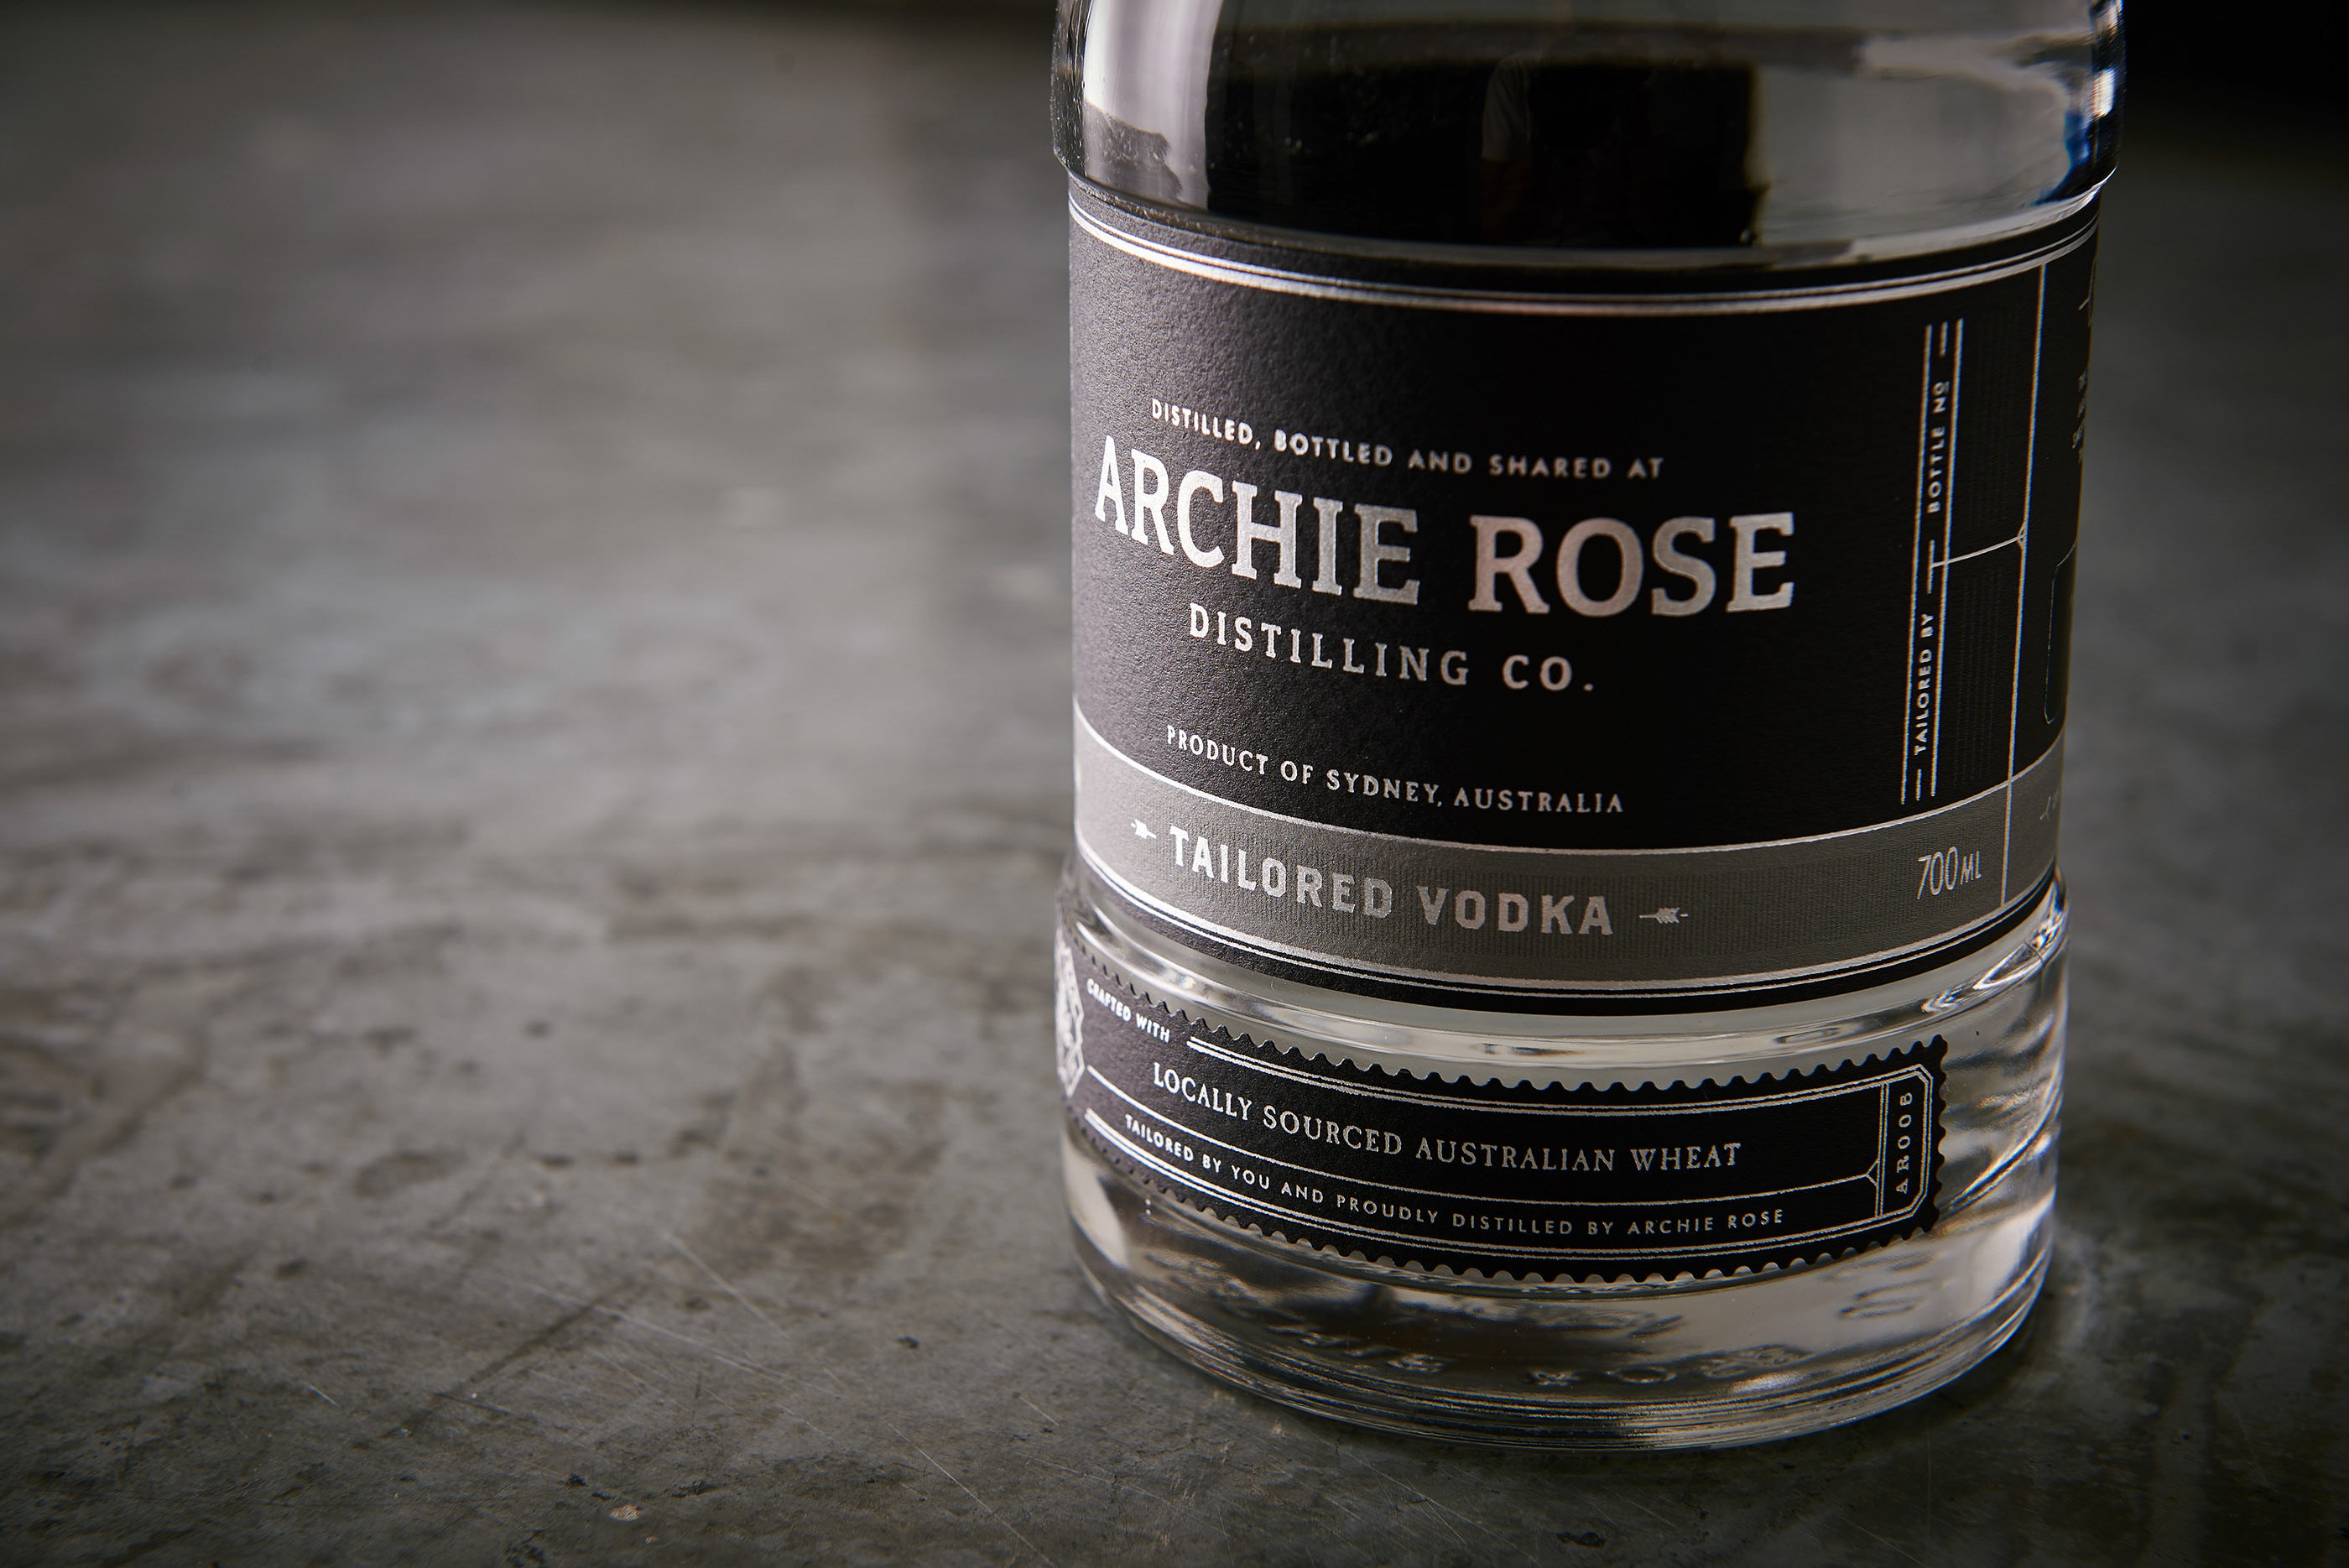 DISTILLED, BOTTLED AND SHARED AT
ARCHIE ROSE
DISTILLING CO.
PRODUCT OF SYDNEY, AUSTRALIA
TAILORED VODKA
700ML
TAILORED BY
BOTTLE Nº
CRAFTED WITH
LOCALLY SOURCED AUSTRALIAN WHEAT
TAILORED BY YOU AND PROUDLY DISTILLED BY ARCHIE ROSE